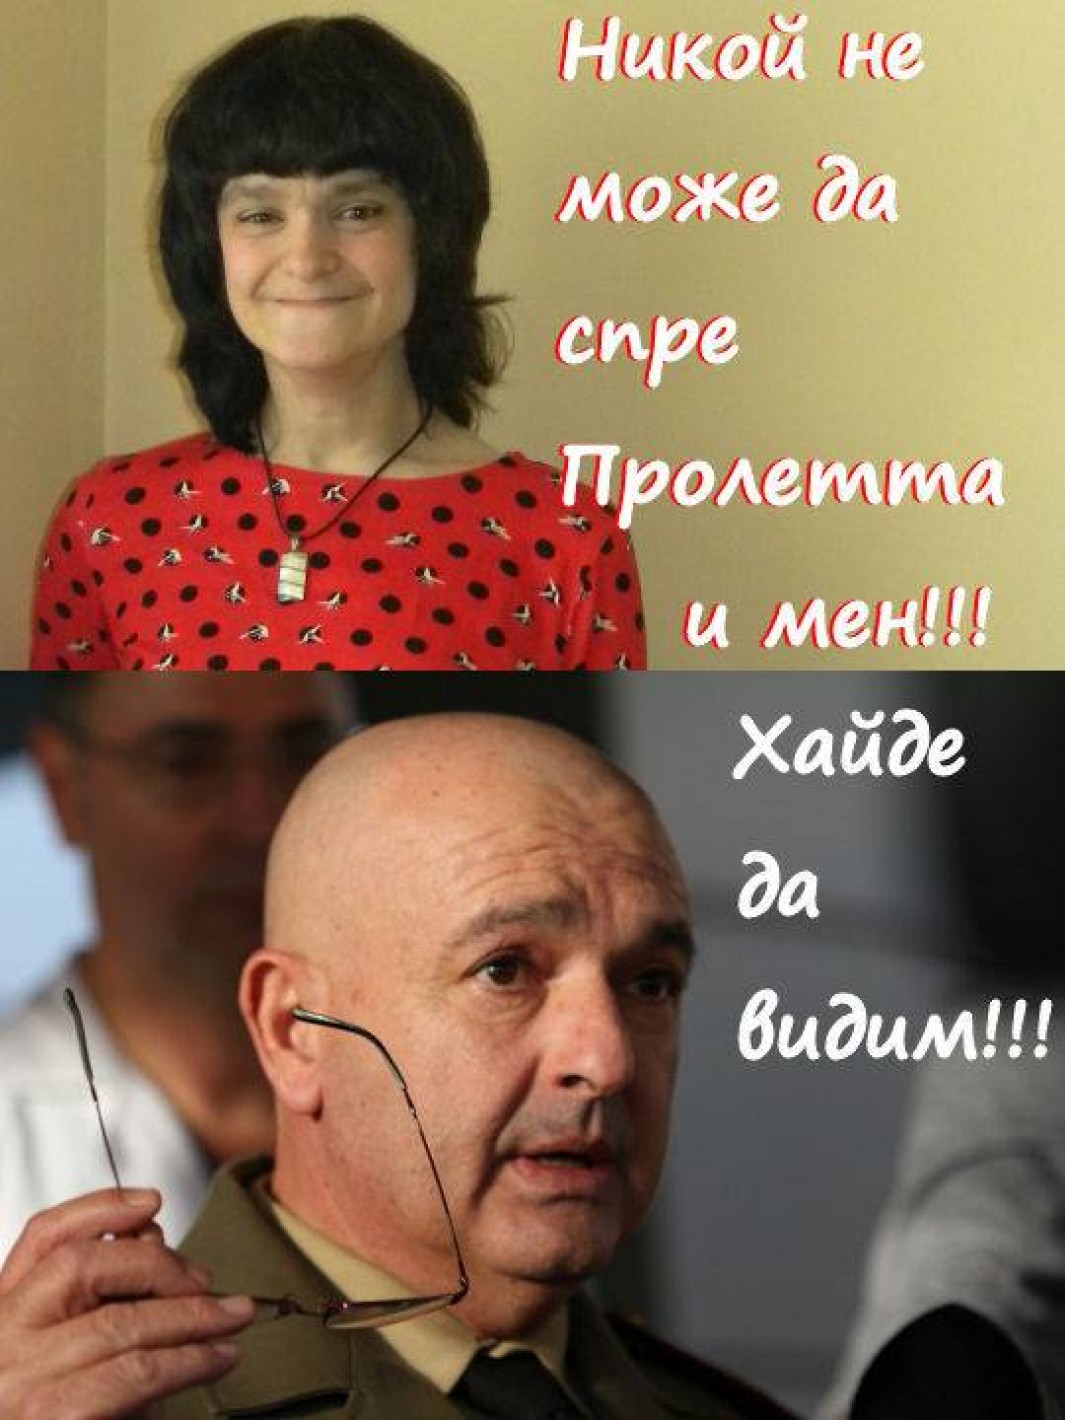 Никой не
може да
спре
Пролетта
и мен!!!
Хайде
да
видим!!!